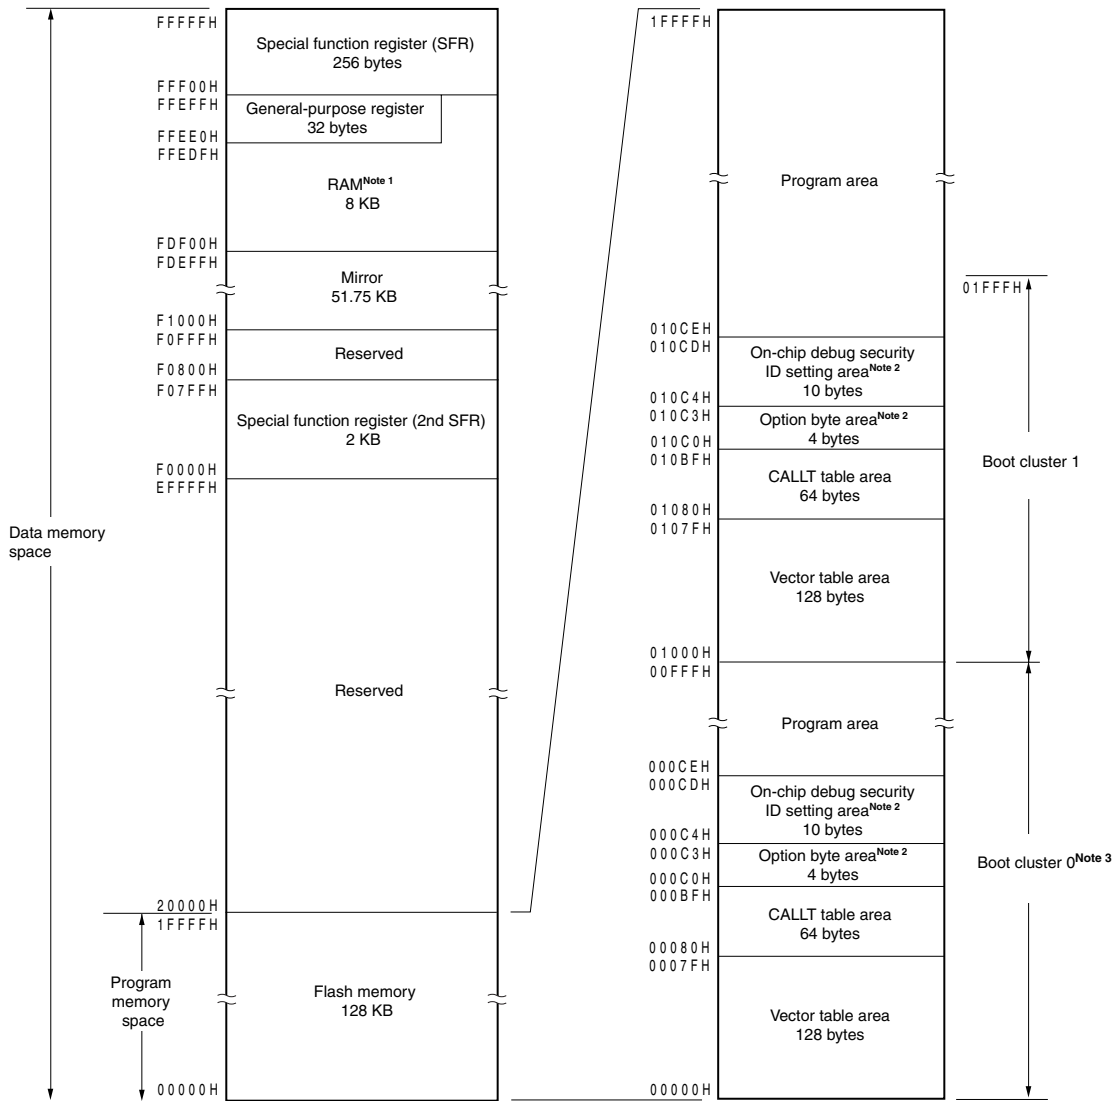 FFFFFH
Special function register (SFR)
256 bytes
FFF00H
FFEFFH
General-purpose register
32 bytes
FFEE0H
FFEDFH
RAMNote 1
8 KB
FDF00H
FDEFFH
Mirror
51.75 KB
F1000H
F0FFFH
Reserved
F0800H
F07FFH
Special function register (2nd SFR)
2 KB
F0000H
EFFFFH
Data memory
space
Reserved
20000H
1FFFFH
Program
memory
space
Flash memory
128 KB
00000H
1FFFFH
Program area
01FFFH
010CEH
010CDH
On-chip debug security
ID setting areaNote 2
10 bytes
010C4H
010C3H
Option byte areaNote 2
4 bytes
010C0H
010BFH
Boot cluster 1
CALLT table area
64 bytes
01080H
0107FH
Vector table area
128 bytes
01000H
00FFFH
Program area
000CEH
000CDH
On-chip debug security
ID setting areaNote 2
10 bytes
000C4H
000C3H
Option byte areaNote 2
4 bytes
Boot cluster 0Note 3
000C0H
000BFH
CALLT table area
64 bytes
00080H
0007FH
Vector table area
128 bytes
00000H